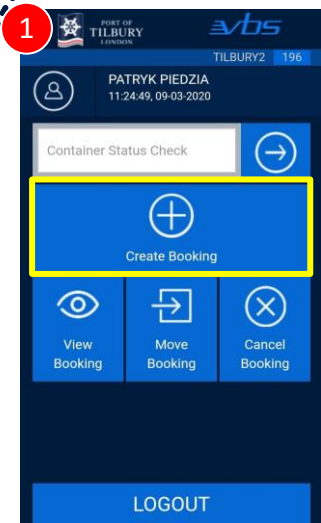 1
PORT OF
TILBURY
LONDON
vbs
TILBURY2 196
PATRYK PIEDZIA
11:24:49, 09-03-2020
Container Status Check
Create Booking
View Booking
Move Booking
Cancel Booking
LOGOUT